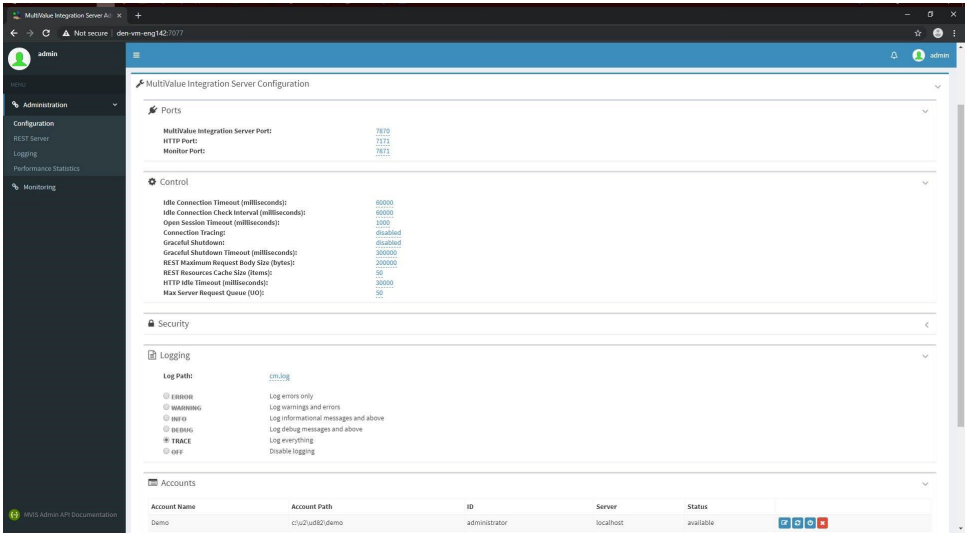 MultiValue Integration Server Ad
Not secure | den-vm-eng142:7077
admin
admin
MENU
Administration
Configuration
REST Server
Logging
Performance Statistics
Monitoring
MVIS Admin API Documentation
MultiValue Integration Server Configuration
Ports
MultiValue Integration Server Port: 7870
HTTP Port: 7171
Monitor Port: 7871
Control
Idle Connection Timeout (milliseconds): 60000
Idle Connection Check Interval (milliseconds): 60000
Open Session Timeout (milliseconds): 1000
Connection Tracing: disabled
Graceful Shutdown: disabled
Graceful Shutdown Timeout (milliseconds): 300000
REST Maximum Request Body Size (bytes): 200000
REST Resources Cache Size (items): 50
HTTP Idle Timeout (milliseconds): 30000
Max Server Request Queue (UO): 50
Security
Logging
Log Path: cm.log
ERROR Log errors only
WARNING Log warnings and errors
INFO Log informational messages and above
DEBUG Log debug messages and above
TRACE Log everything
OFF Disable logging
Accounts
Account Name Account Path ID Server Status
Demo c:\u2\ud82\demo administrator localhost available